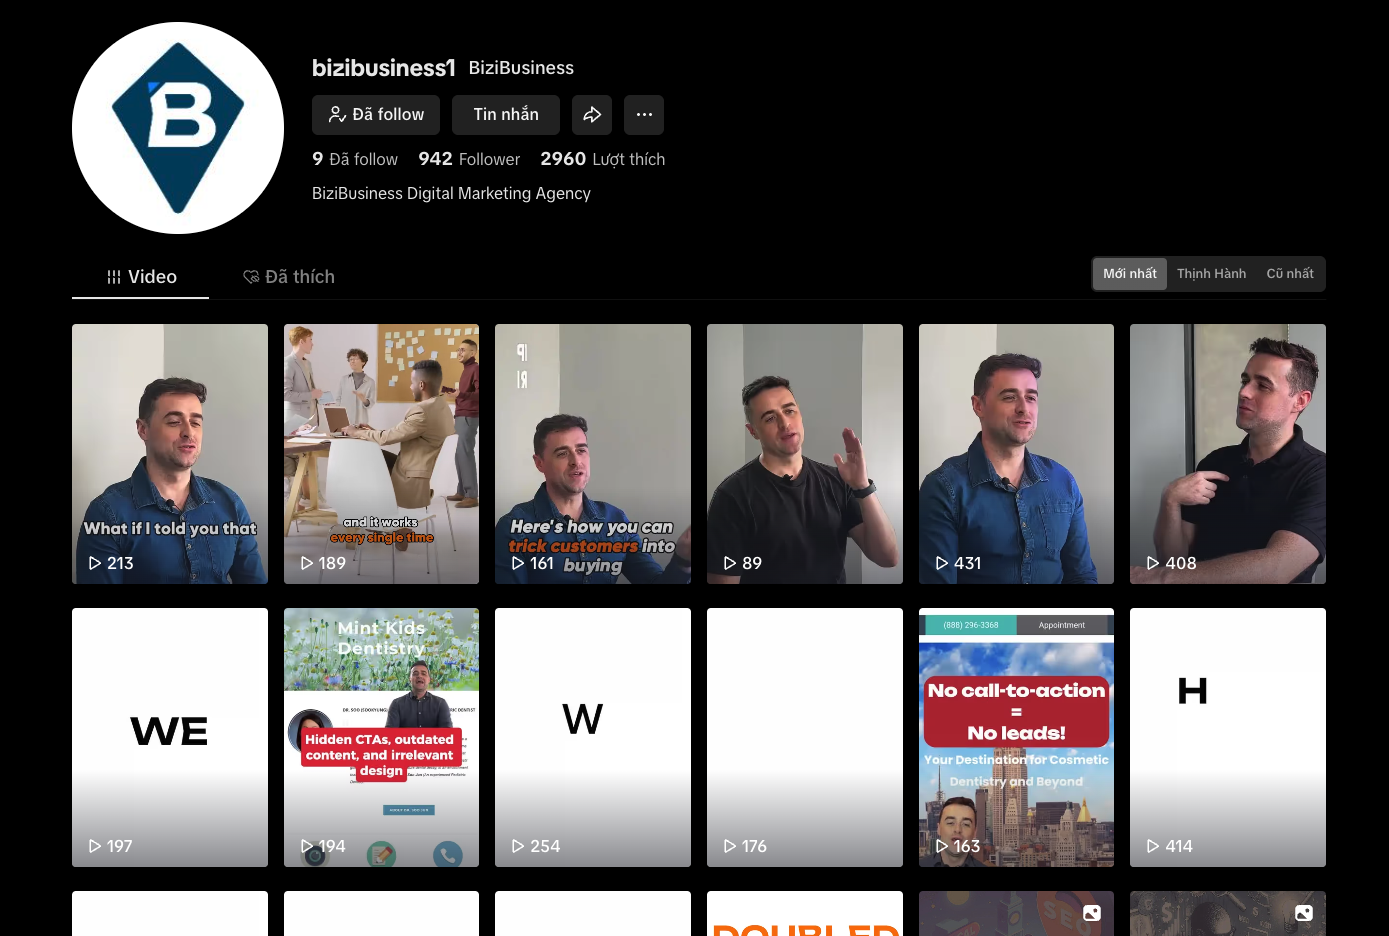 B
bizibusiness1 BiziBusiness
Đã follow
Tin nhắn
9 Đã follow 942 Follower 2960 Lượt thích
BiziBusiness Digital Marketing Agency
Video
Đã thích
Mới nhất
Thịnh Hành
Cũ nhất
What if I told you that
213
and it works
every single time
189
Here's how you can
trick customers into
buying
161
89
431
408
WE
197
Mint Kids
Dentistry
Hidden CTAs, outdated
content, and irrelevant
design
194
W
254
176
(888) 296-3368
Appointment
No call-to-action
=
No leads!
Your Destination for Cosmetic
Dentistry and Beyond
163
H
414
DOUBLED
SEO